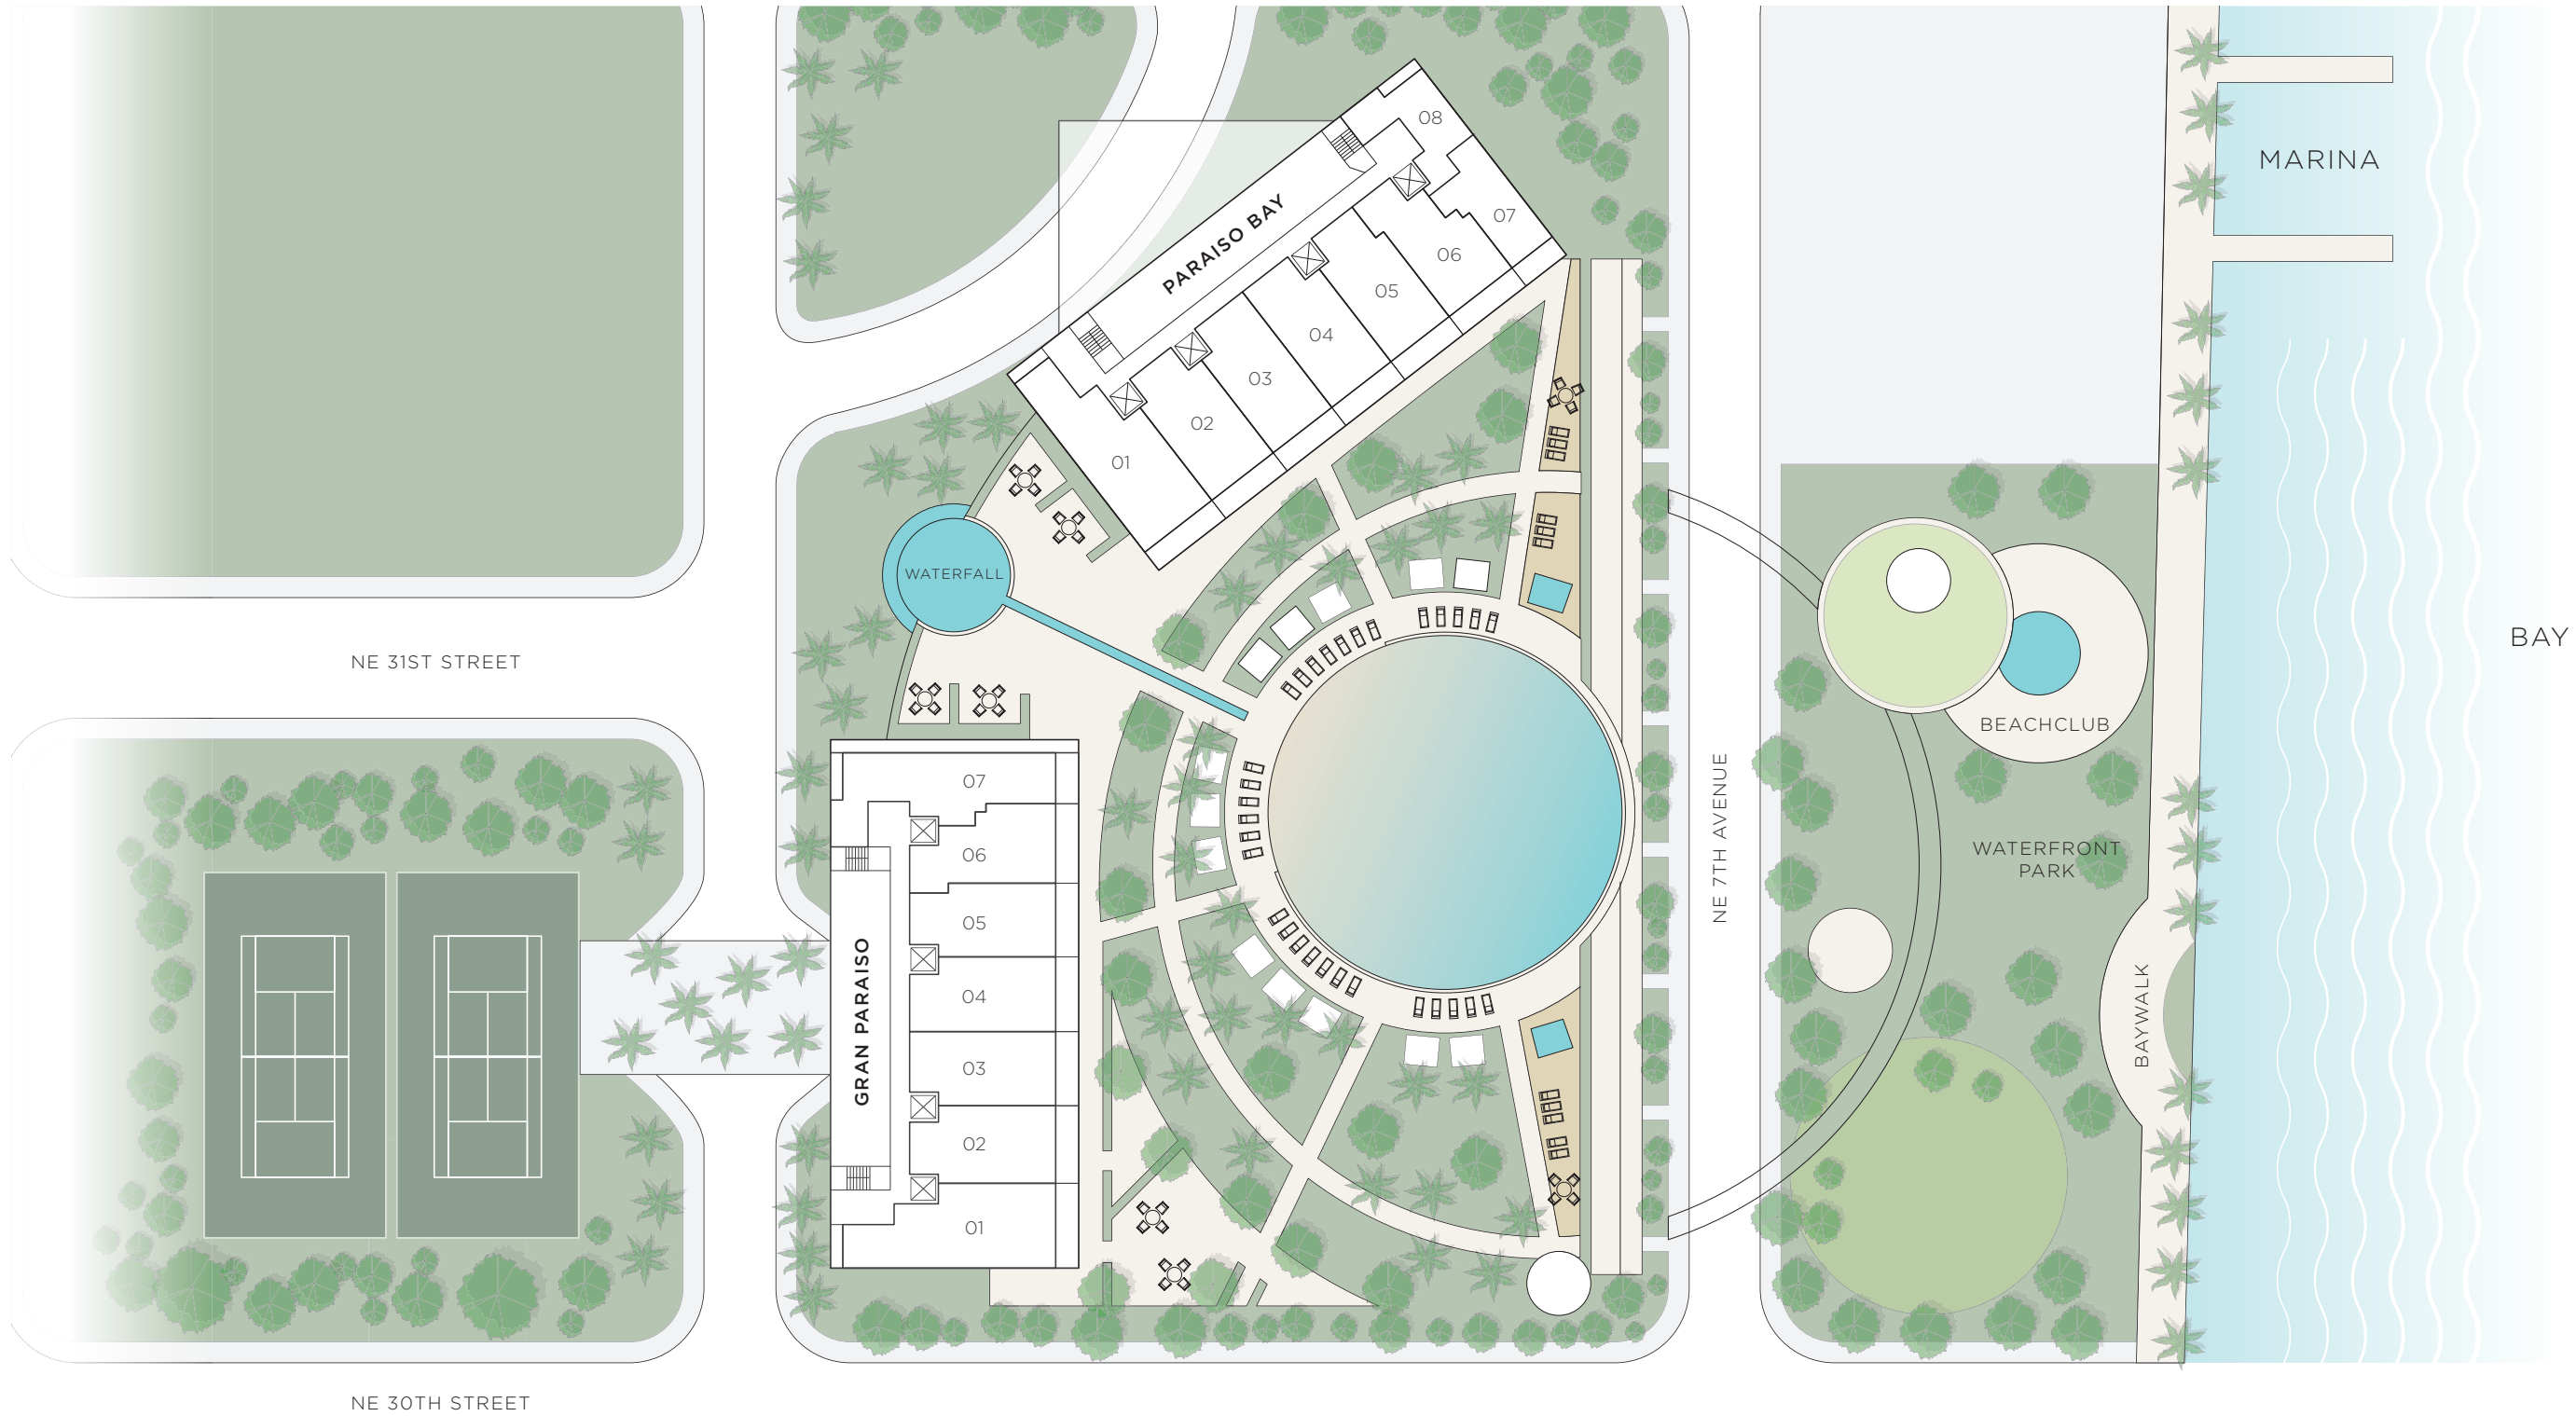 MARINA
PARAISO BAY
08
07
06
05
04
03
02
01
WATERFALL
NE 31ST STREET
BAY
BEACHCLUB
NE 7TH AVENUE
WATERFRONT
PARK
BAYWALK
GRAN PARAISO
07
06
05
04
03
02
01
NE 30TH STREET